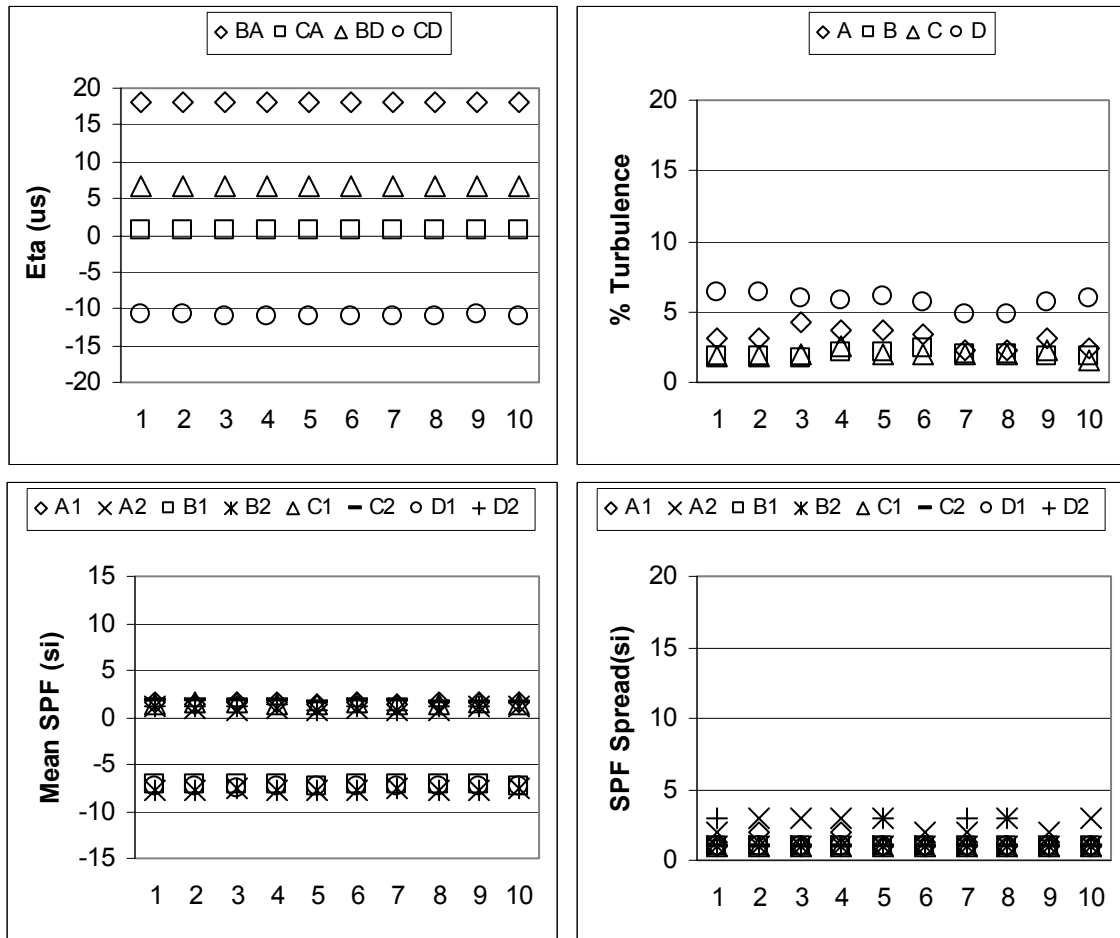 BA CA BD CD
Eta (us)
20
15
10
5
0
-5
-10
-15
-20
1 2 3 4 5 6 7 8 9 10
A B C D
% Turbulence
20
15
10
5
0
1 2 3 4 5 6 7 8 9 10
A1 A2 B1 B2 C1 C2 D1 D2
Mean SPF (si)
15
10
5
0
-5
-10
-15
1 2 3 4 5 6 7 8 9 10
A1 A2 B1 B2 C1 C2 D1 D2
SPF Spread(si)
20
15
10
5
0
1 2 3 4 5 6 7 8 9 10